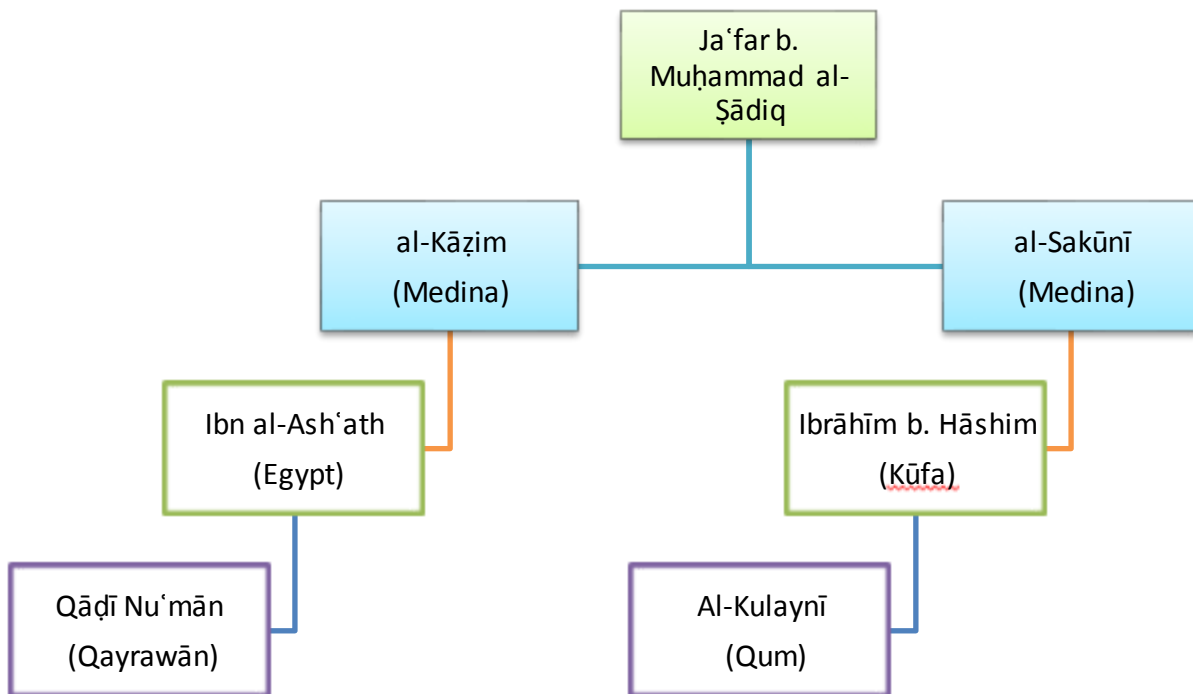 Jaʿfar b.
Muḥammad al-
Ṣādiq
al-Kāẓim
(Medina)
al-Sakūnī
(Medina)
Ibn al-Ashʿath
(Egypt)
Ibrāhīm b. Hāshim
(Kūfa)
Qāḍī Nuʿmān
(Qayrawān)
Al-Kulaynī
(Qum)